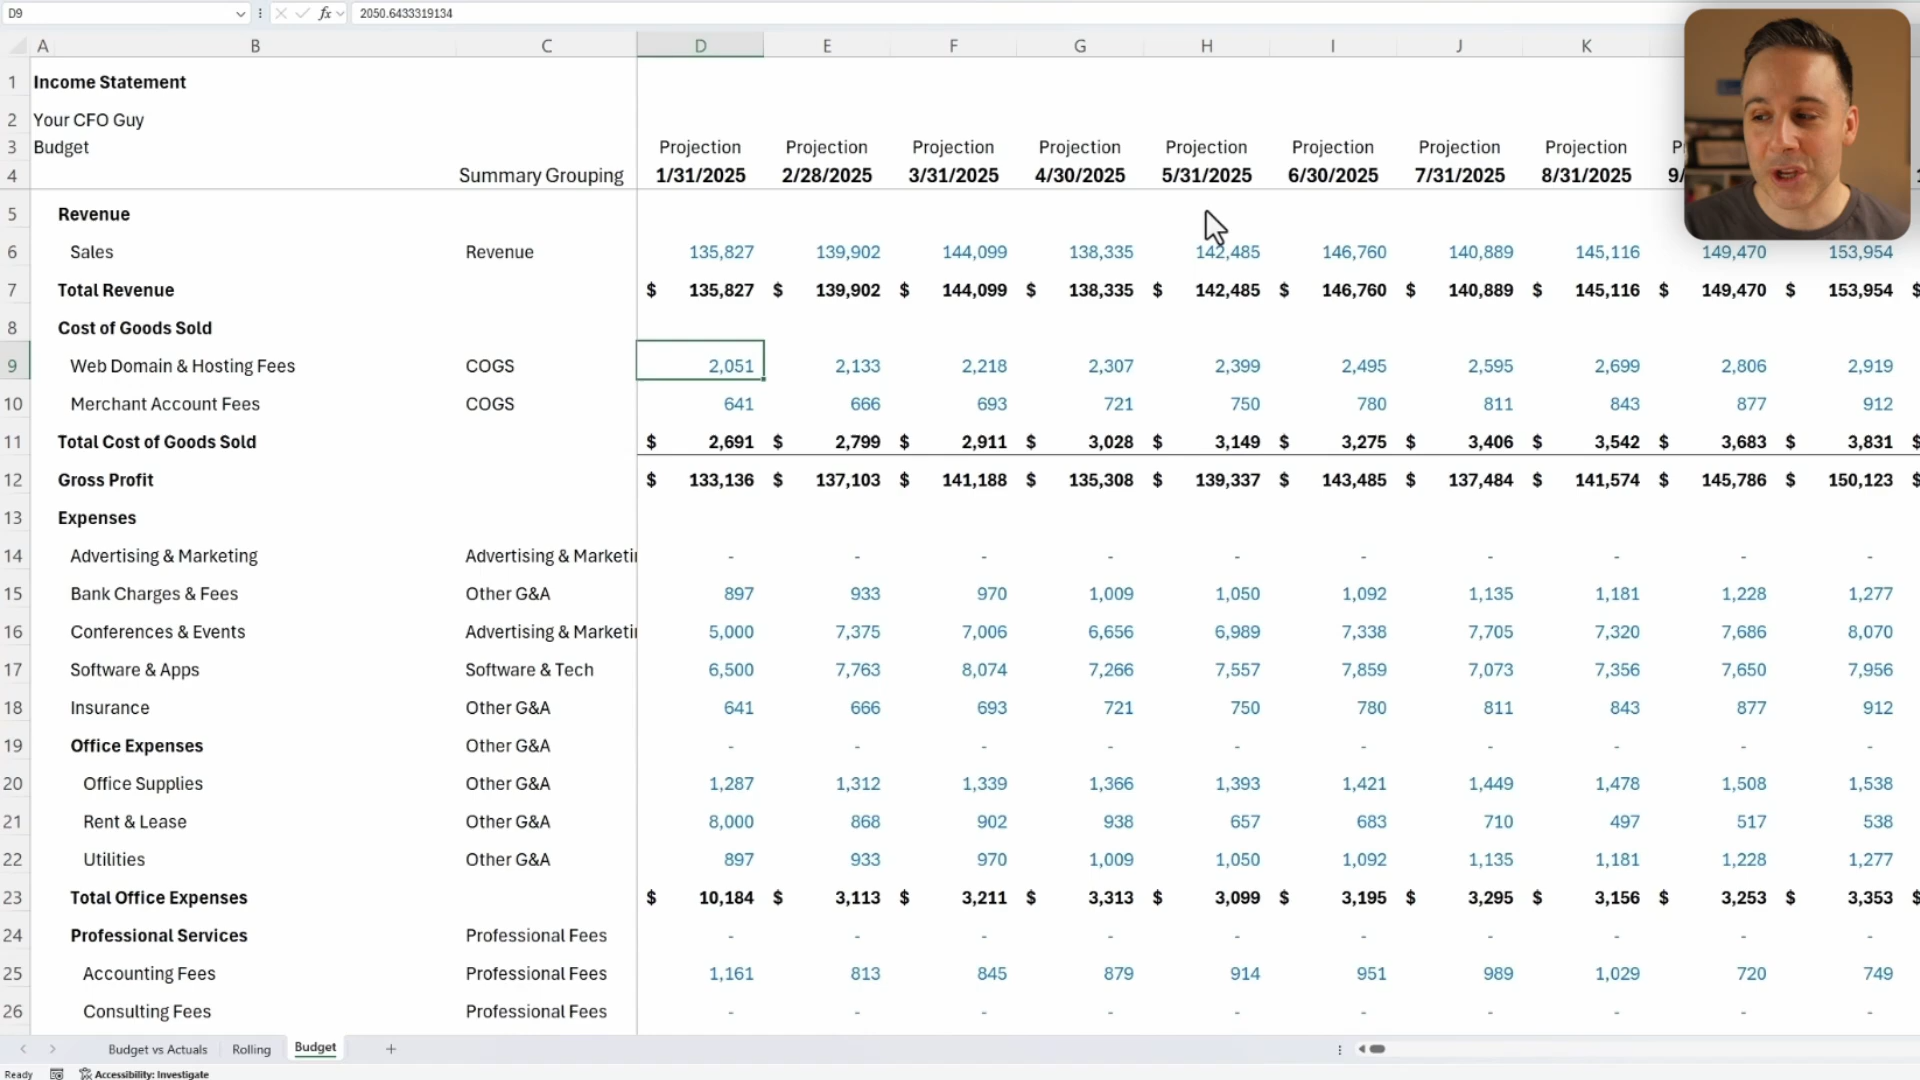 D9 fx 2050.6433319134
A B C D E F G H I J K
1 Income Statement
2 Your CFO Guy
3 Budget Projection Projection Projection Projection Projection Projection Projection Projection
4 Summary Grouping 1/31/2025 2/28/2025 3/31/2025 4/30/2025 5/31/2025 6/30/2025 7/31/2025 8/31/2025
5 Revenue
6 Sales Revenue 135,827 139,902 144,099 138,335 142,485 146,760 140,889 145,116 149,470 153,954
7 Total Revenue $ 135,827 $ 139,902 $ 144,099 $ 138,335 $ 142,485 $ 146,760 $ 140,889 $ 145,116 $ 149,470 $ 153,954 $
8 Cost of Goods Sold
9 Web Domain & Hosting Fees COGS 2,051 2,133 2,218 2,307 2,399 2,495 2,595 2,699 2,806 2,919
10 Merchant Account Fees COGS 641 666 693 721 750 780 811 843 877 912
11 Total Cost of Goods Sold $ 2,691 $ 2,799 $ 2,911 $ 3,028 $ 3,149 $ 3,275 $ 3,406 $ 3,542 $ 3,683 $ 3,831 $
12 Gross Profit $ 133,136 $ 137,103 $ 141,188 $ 135,308 $ 139,337 $ 143,485 $ 137,484 $ 141,574 $ 145,786 $ 150,123 $
13 Expenses
14 Advertising & Marketing Advertising & Marketi - - - - - - - - - -
15 Bank Charges & Fees Other G&A 897 933 970 1,009 1,050 1,092 1,135 1,181 1,228 1,277
16 Conferences & Events Advertising & Marketi 5,000 7,375 7,006 6,656 6,989 7,338 7,705 7,320 7,686 8,070
17 Software & Apps Software & Tech 6,500 7,763 8,074 7,266 7,557 7,859 7,073 7,356 7,650 7,956
18 Insurance Other G&A 641 666 693 721 750 780 811 843 877 912
19 Office Expenses Other G&A - - - - - - - - - -
20 Office Supplies Other G&A 1,287 1,312 1,339 1,366 1,393 1,421 1,449 1,478 1,508 1,538
21 Rent & Lease Other G&A 8,000 868 902 938 657 683 710 497 517 538
22 Utilities Other G&A 897 933 970 1,009 1,050 1,092 1,135 1,181 1,228 1,277
23 Total Office Expenses $ 10,184 $ 3,113 $ 3,211 $ 3,313 $ 3,099 $ 3,195 $ 3,295 $ 3,156 $ 3,253 $ 3,353 $
24 Professional Services Professional Fees - - - - - - - - - -
25 Accounting Fees Professional Fees 1,161 813 845 879 914 951 989 1,029 720 749
26 Consulting Fees Professional Fees - - - - - - - - - -
Budget vs Actuals Rolling Budget +
Ready Accessibility: Investigate